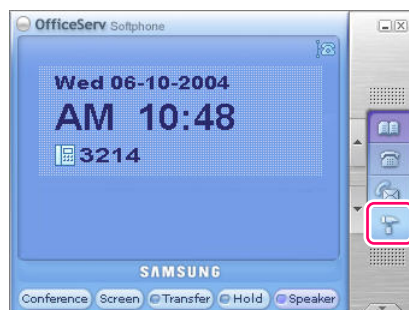 OfficeServ Softphone
Wed 06-10-2004
AM 10:48
3214
SAMSUNG
Conference Screen Transfer Hold Speaker